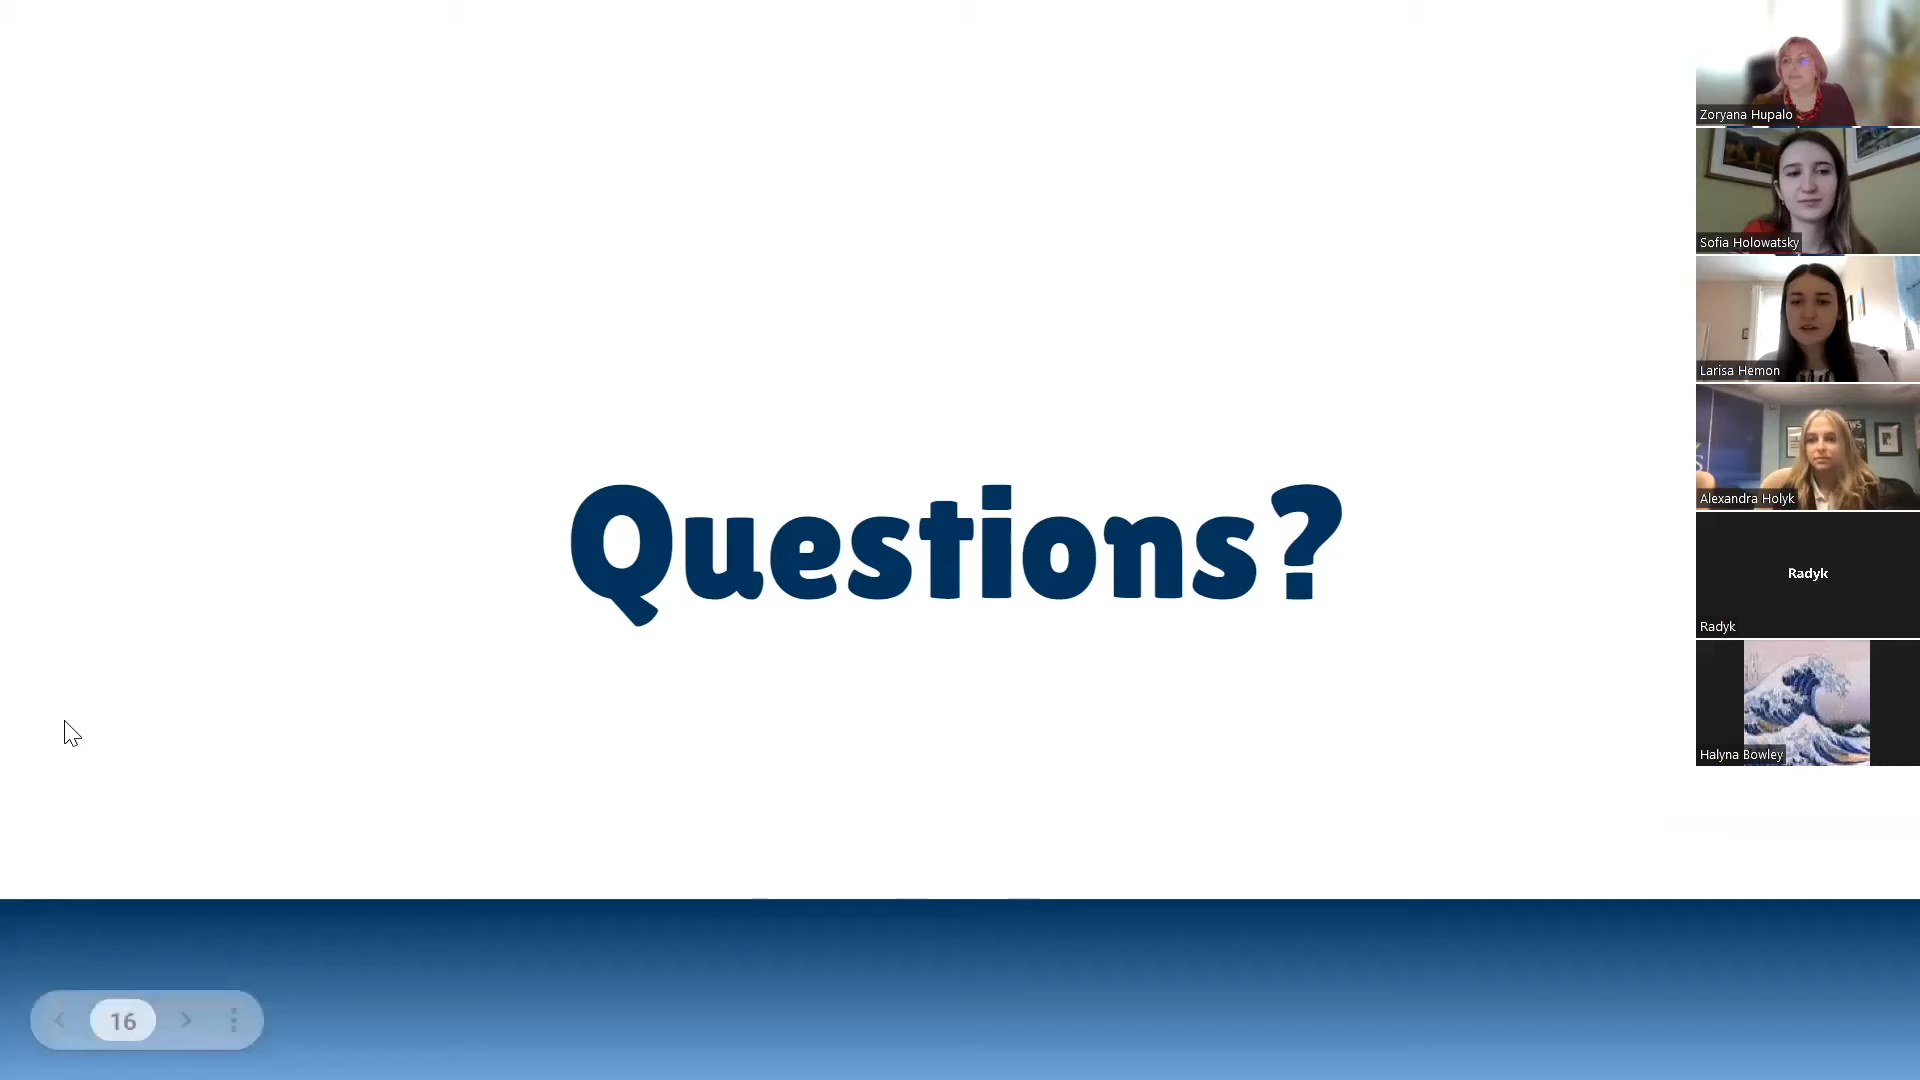 Questions?
16
Zoryana Hupalo
Sofia Holowatsky
Larisa Hemon
Alexandra Holyk
Radyk
Radyk
Halyna Bowley